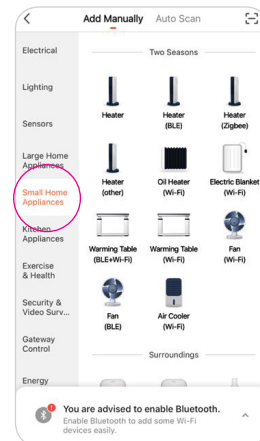 Add Manually Auto Scan
Electrical
Lighting
Sensors
Large Home
Appliances
Small Home
Appliances
Kitchen
Appliances
Exercise
& Health
Security &
Video Surv...
Gateway
Control
Energy
Two Seasons
Heater
Heater
(BLE)
Heater
(Zigbee)
Heater
(other)
Oil Heater
(Wi-Fi)
Electric Blanket
(Wi-Fi)
Warming Table
(BLE+Wi-Fi)
Warming Table
(Wi-Fi)
Fan
(Wi-Fi)
Fan
(BLE)
Air Cooler
(Wi-Fi)
Surroundings
You are advised to enable Bluetooth.
Enable Bluetooth to add some Wi-Fi
devices easily.